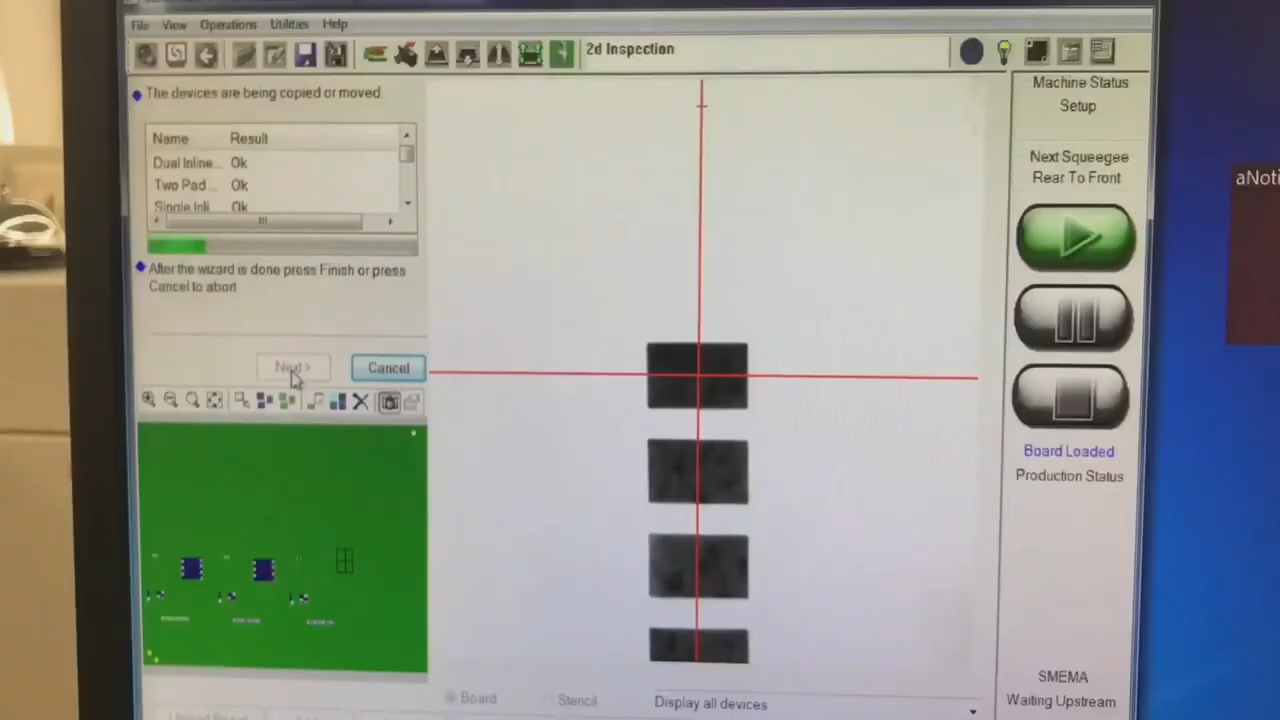 File View Operations Utilities Help
2d Inspection
The devices are being copied or moved.
Name Result
Dual Inline... Ok
Two Pad ... Ok
Single Inli... Ok
After the wizard is done press Finish or press
Cancel to abort
Next > Cancel
Machine Status
Setup
Next Squeegee
Rear To Front
Board Loaded
Production Status
SMEMA
Waiting Upstream
Board Stencil Display all devices
aNoti